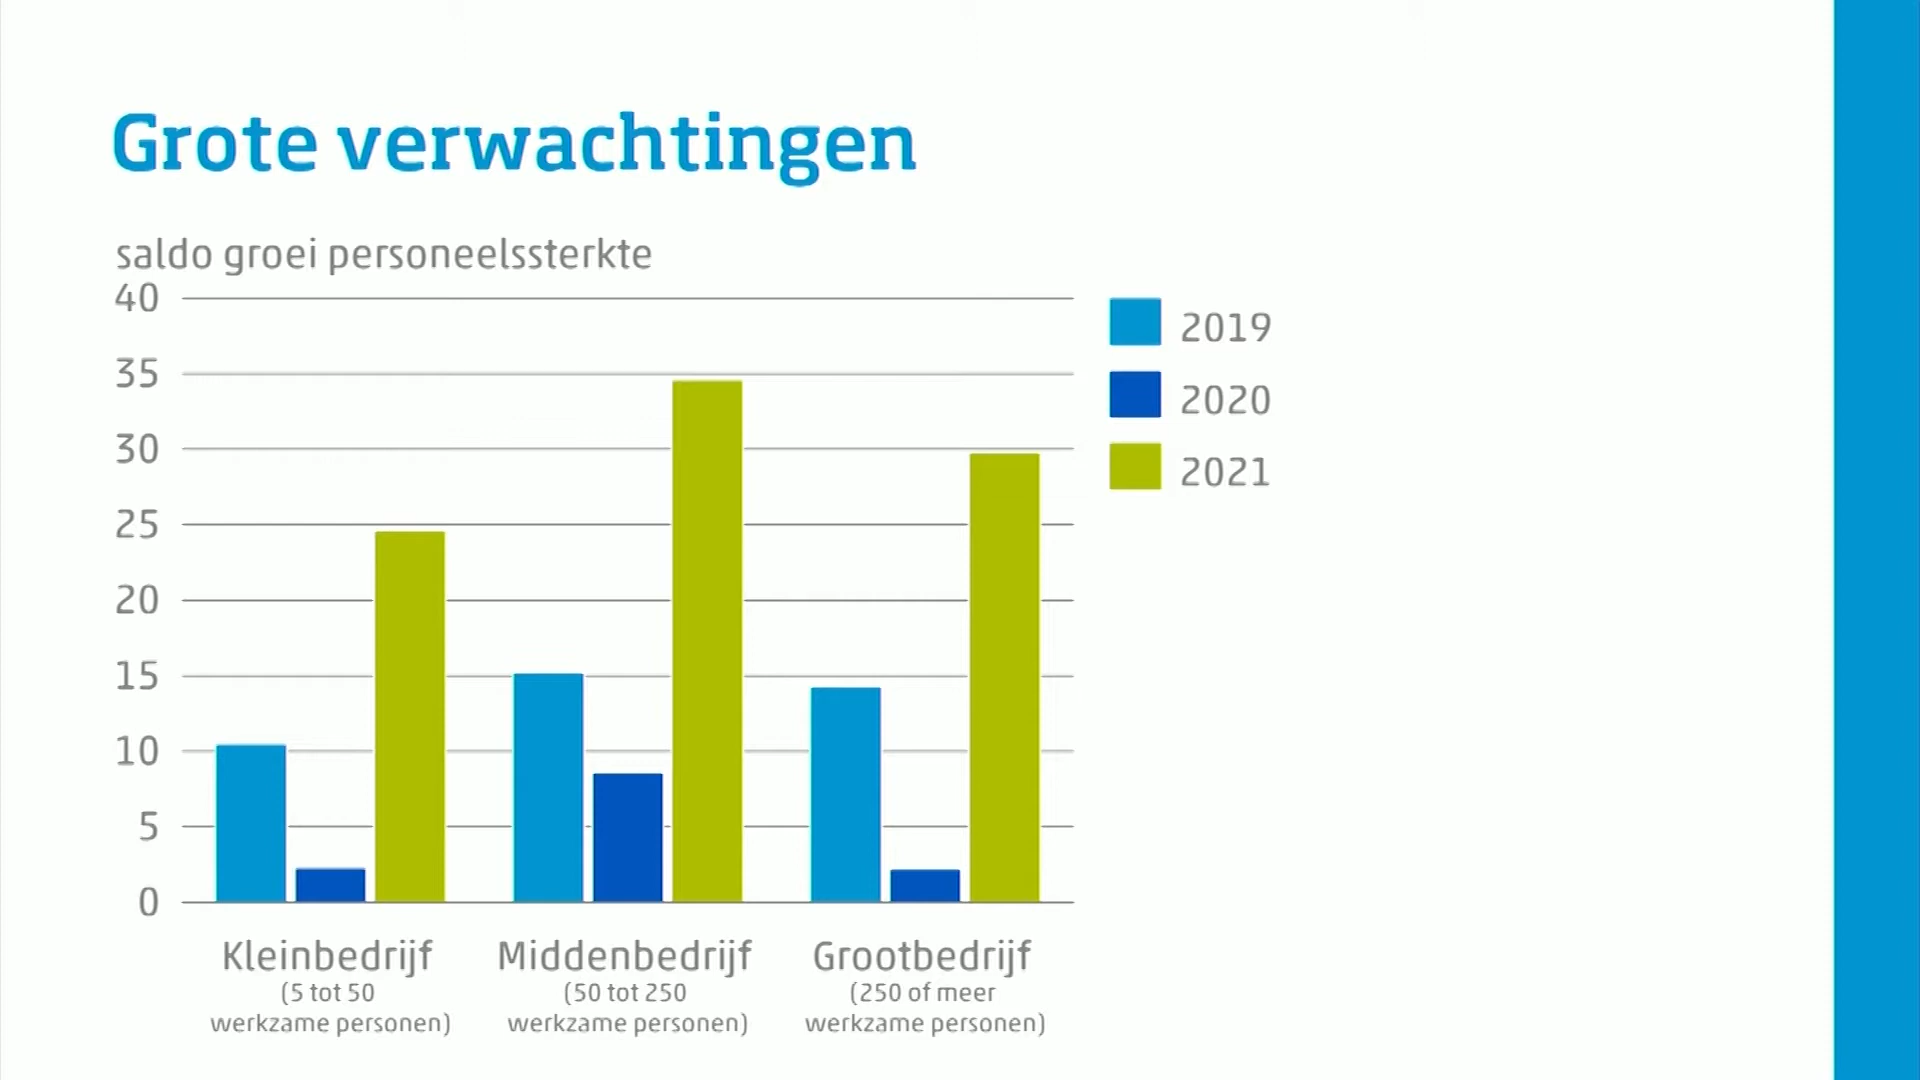 Grote verwachtingen
saldo groei personeelssterkte
40
35
30
25
20
15
10
5
0
2019
2020
2021
Kleinbedrijf
(5 tot 50
werkzame personen)
Middenbedrijf
(50 tot 250
werkzame personen)
Grootbedrijf
(250 of meer
werkzame personen)